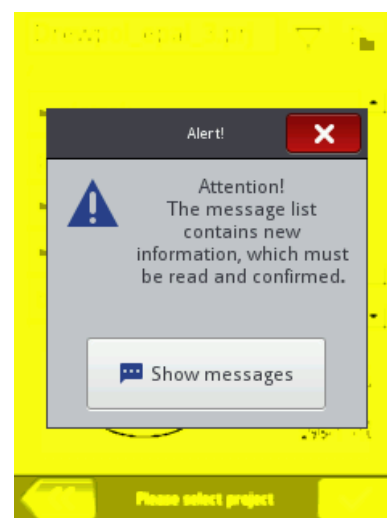 Alert!
Attention!
The message list
contains new
information, which must
be read and confirmed.
Show messages
Please select project